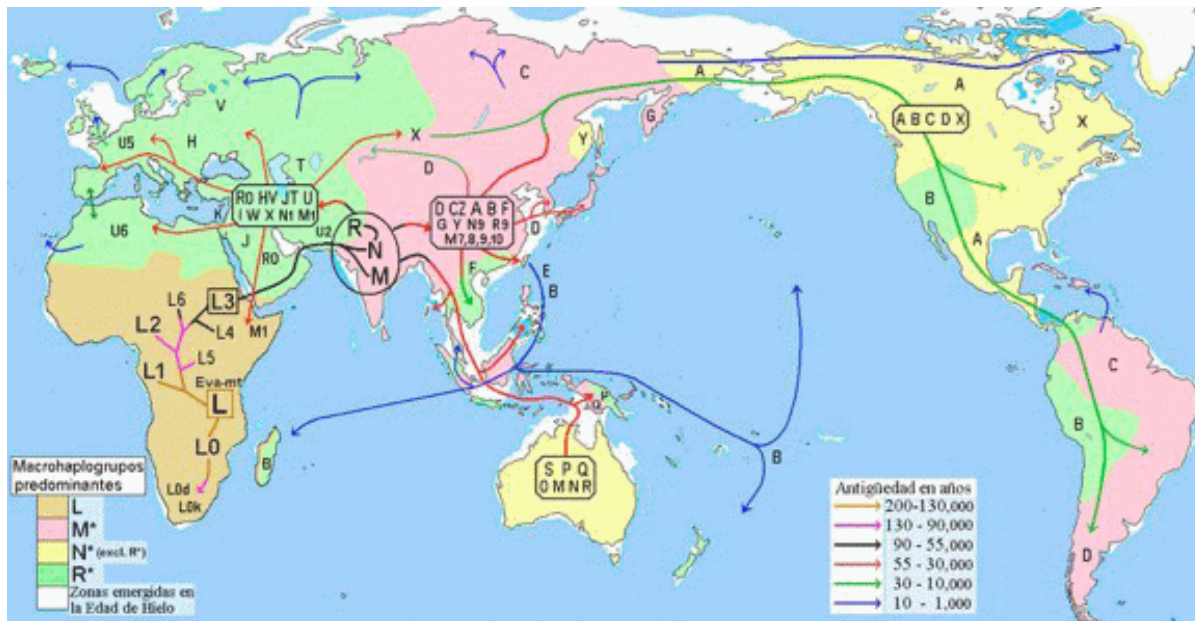 C
A
A
V
H
U5
X
T
D
G
Y
A B C D X
X
B
A
R0 HV JT U
I W X N1 M1
K
J
R0
U2
U6
R
N
M
D CZ A B F
G Y N9 R9
M7,8,9,10
D
F
E
B
L6
L3
L2
L4
M1
L5
L1
Eva-mt
L
L0
L0d
L0k
B
P
Q
B
S P Q
O M N R
C
B
D
Macrohaplogrupos
predominantes
L
M*
N* (excl. R*)
R*
Zonas emergidas en
la Edad de Hielo
Antigüedad en años
200-130,000
130 - 90,000
90 - 55,000
55 - 30,000
30 - 10,000
10 - 1,000